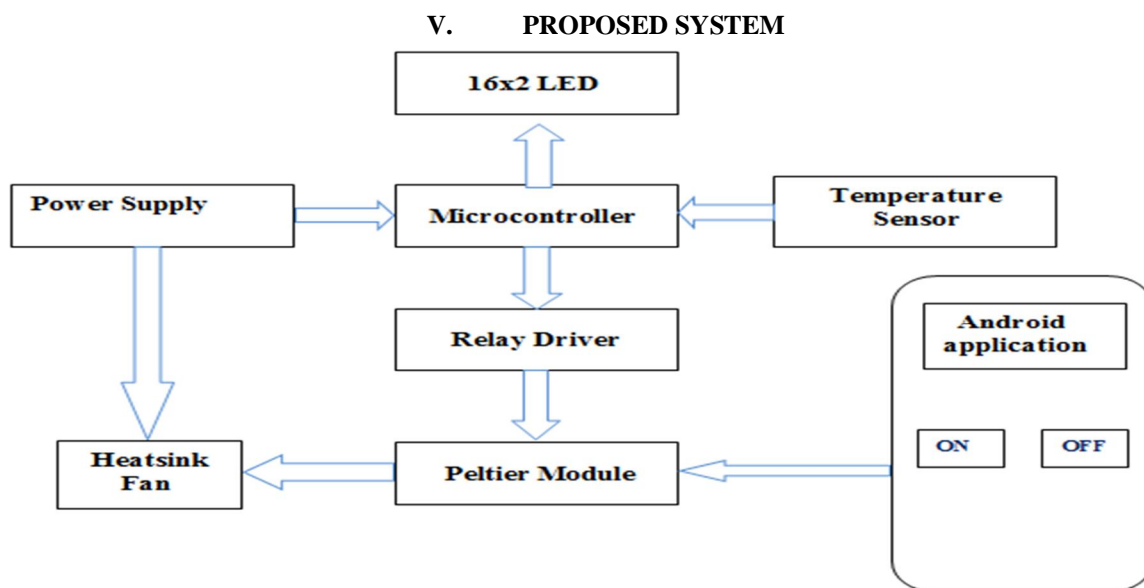 V. PROPOSED SYSTEM
16x2 LED
Power Supply
Microcontroller
Temperature
Sensor
Relay Driver
Android
application
ON
OFF
Heatsink
Fan
Peltier Module